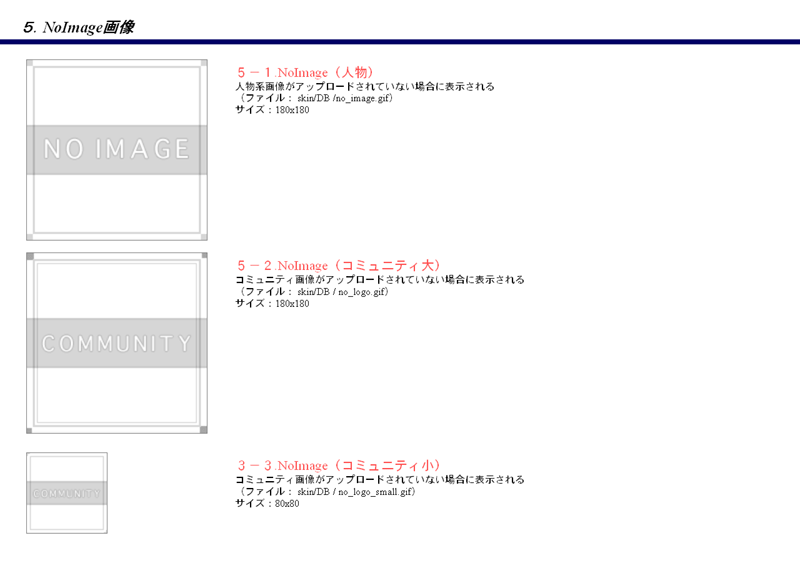 ５. NoImage画像
５－１.NoImage（人物）
人物系画像がアップロードされていない場合に表示される
（ファイル： skin/DB /no_image.gif）
サイズ：180x180
NO IMAGE
５－２.NoImage（コミュニティ大）
コミュニティ画像がアップロードされていない場合に表示される
（ファイル： skin/DB / no_logo.gif）
サイズ：180x180
COMMUNITY
３－３.NoImage（コミュニティ小）
コミュニティ画像がアップロードされていない場合に表示される
（ファイル： skin/DB / no_logo_small.gif）
サイズ：80x80
COMMUNITY